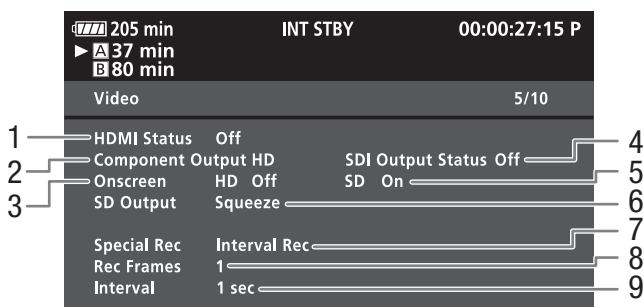 205 min INT STBY 00:00:27:15 P
A 37 min
B 80 min
Video 5/10
1 HDMI Status Off
2 Component Output HD SDI Output Status Off 4
3 Onscreen HD Off SD On 5
SD Output Squeeze 6
Special Rec Interval Rec 7
Rec Frames 1 8
Interval 1 sec 9